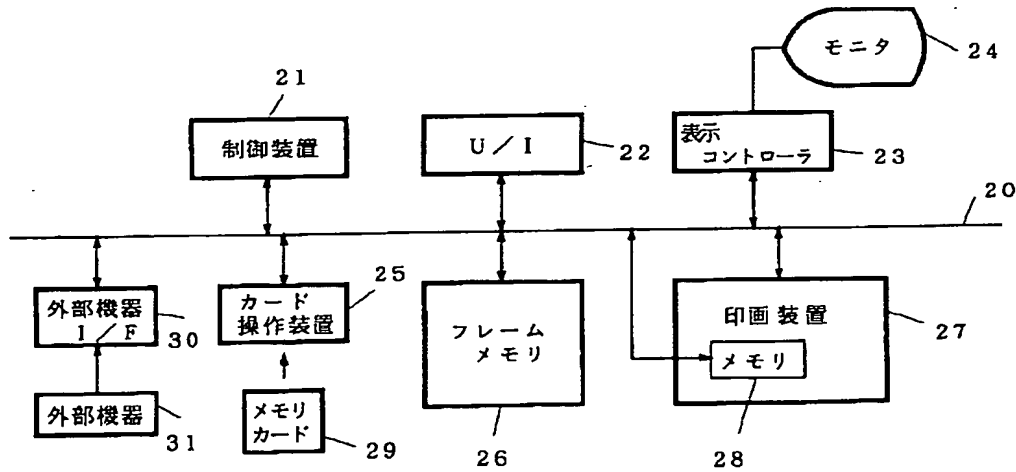 モニタ
24
21
制御装置
U／I
22
表示
コントローラ
23
20
外部機器
I／F
30
カード
操作装置
25
フレーム
メモリ
26
印画装置
メモリ
27
28
外部機器
31
メモリ
カード
29